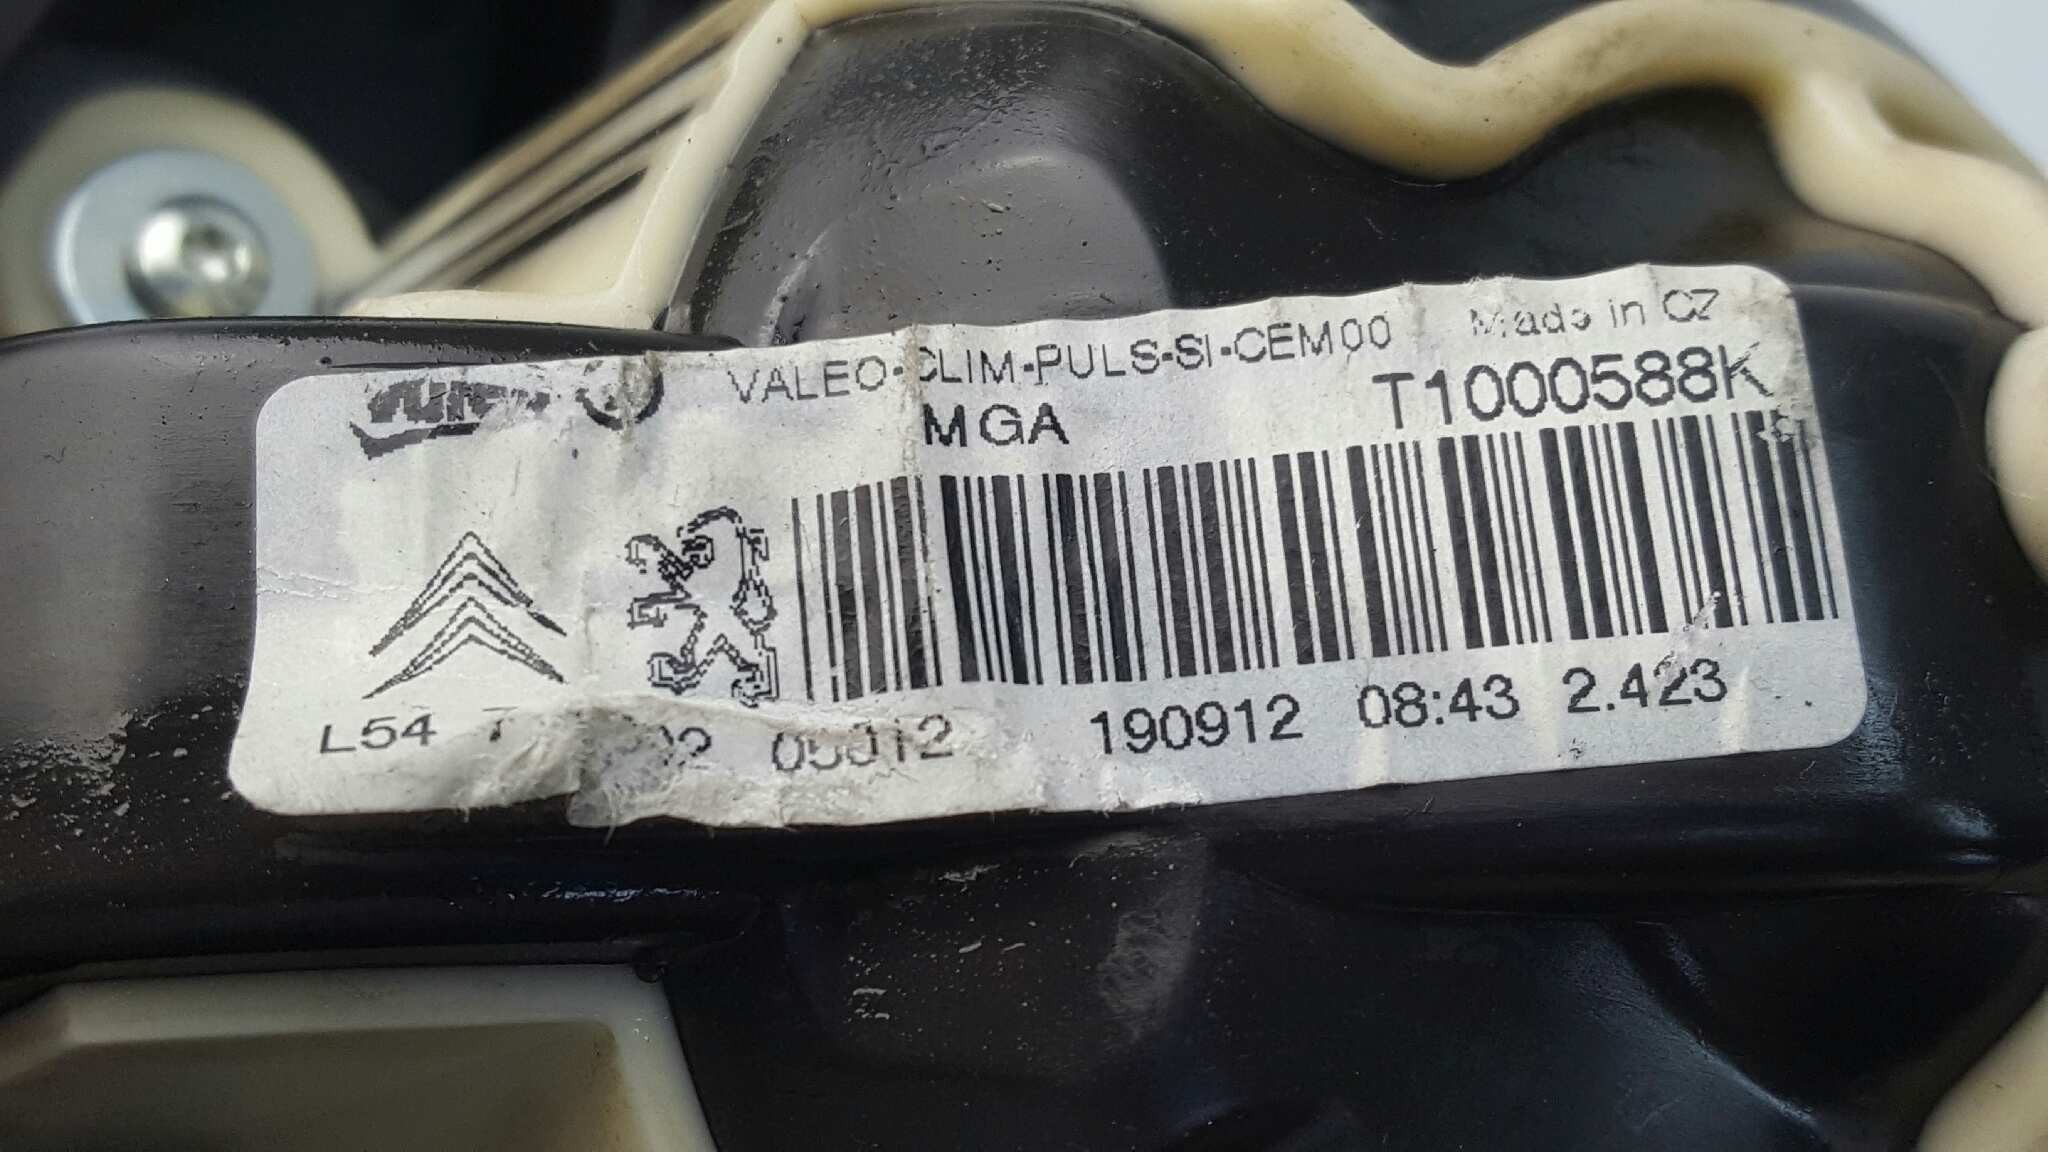 VALEO-CLIM-PULS-SI-CEM00 Made in CZ
MGA T1000588K
L54 190912 08:43 2.423